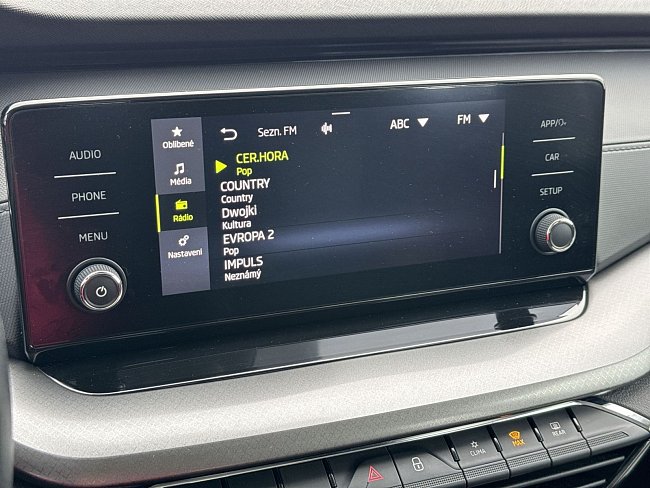 AUDIO
PHONE
MENU
Oblíbené
Média
Rádio
Nastavení
Sezn. FM
ABC
FM
CER.HORA
Pop
COUNTRY
Country
Dwojki
Kultura
EVROPA 2
Pop
IMPULS
Neznámý
APP/
CAR
SETUP
CLIMA
MAX
REAR